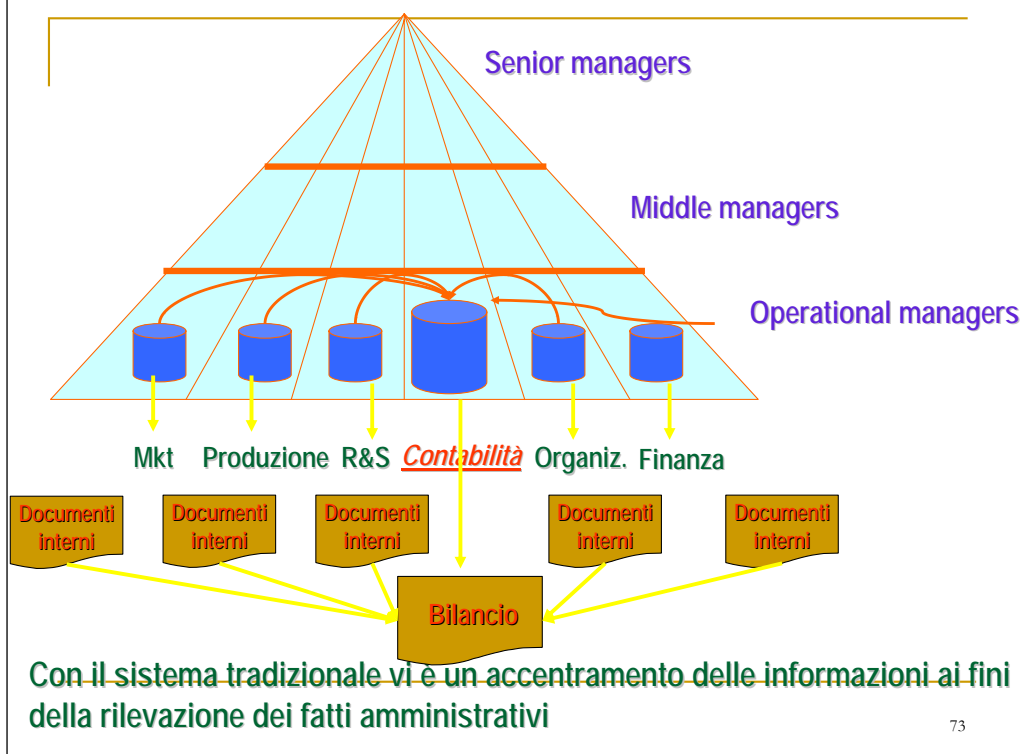 Senior managers
Middle managers
Operational managers
Mkt Produzione R&S Contabilità Organiz. Finanza
Documenti
interni
Documenti
interni
Documenti
interni
Documenti
interni
Documenti
interni
Bilancio
Con il sistema tradizionale vi è un accentramento delle informazioni ai fini
della rilevazione dei fatti amministrativi
73